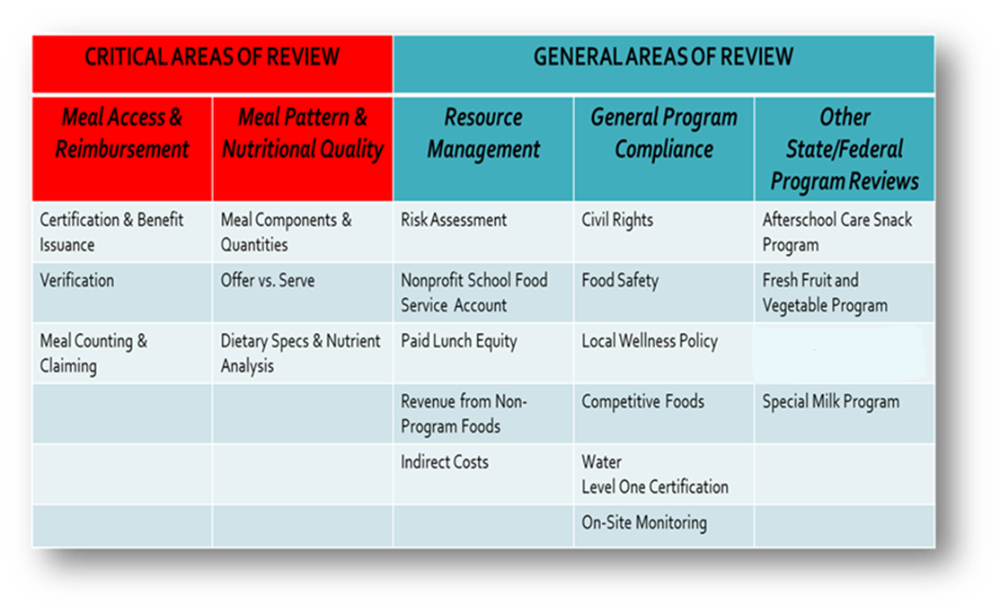 CRITICAL AREAS OF REVIEW
GENERAL AREAS OF REVIEW
Meal Access &
Reimbursement
Meal Pattern &
Nutritional Quality
Resource
Management
General Program
Compliance
Other
State/Federal
Program Reviews
Certification & Benefit
Issuance
Meal Components &
Quantities
Risk Assessment
Civil Rights
Afterschool Care Snack
Program
Verification
Offer vs. Serve
Nonprofit School Food
Service Account
Food Safety
Fresh Fruit and
Vegetable Program
Meal Counting &
Claiming
Dietary Specs & Nutrient
Analysis
Paid Lunch Equity
Local Wellness Policy
Revenue from Non-
Program Foods
Competitive Foods
Special Milk Program
Indirect Costs
Water
Level One Certification
On-Site Monitoring